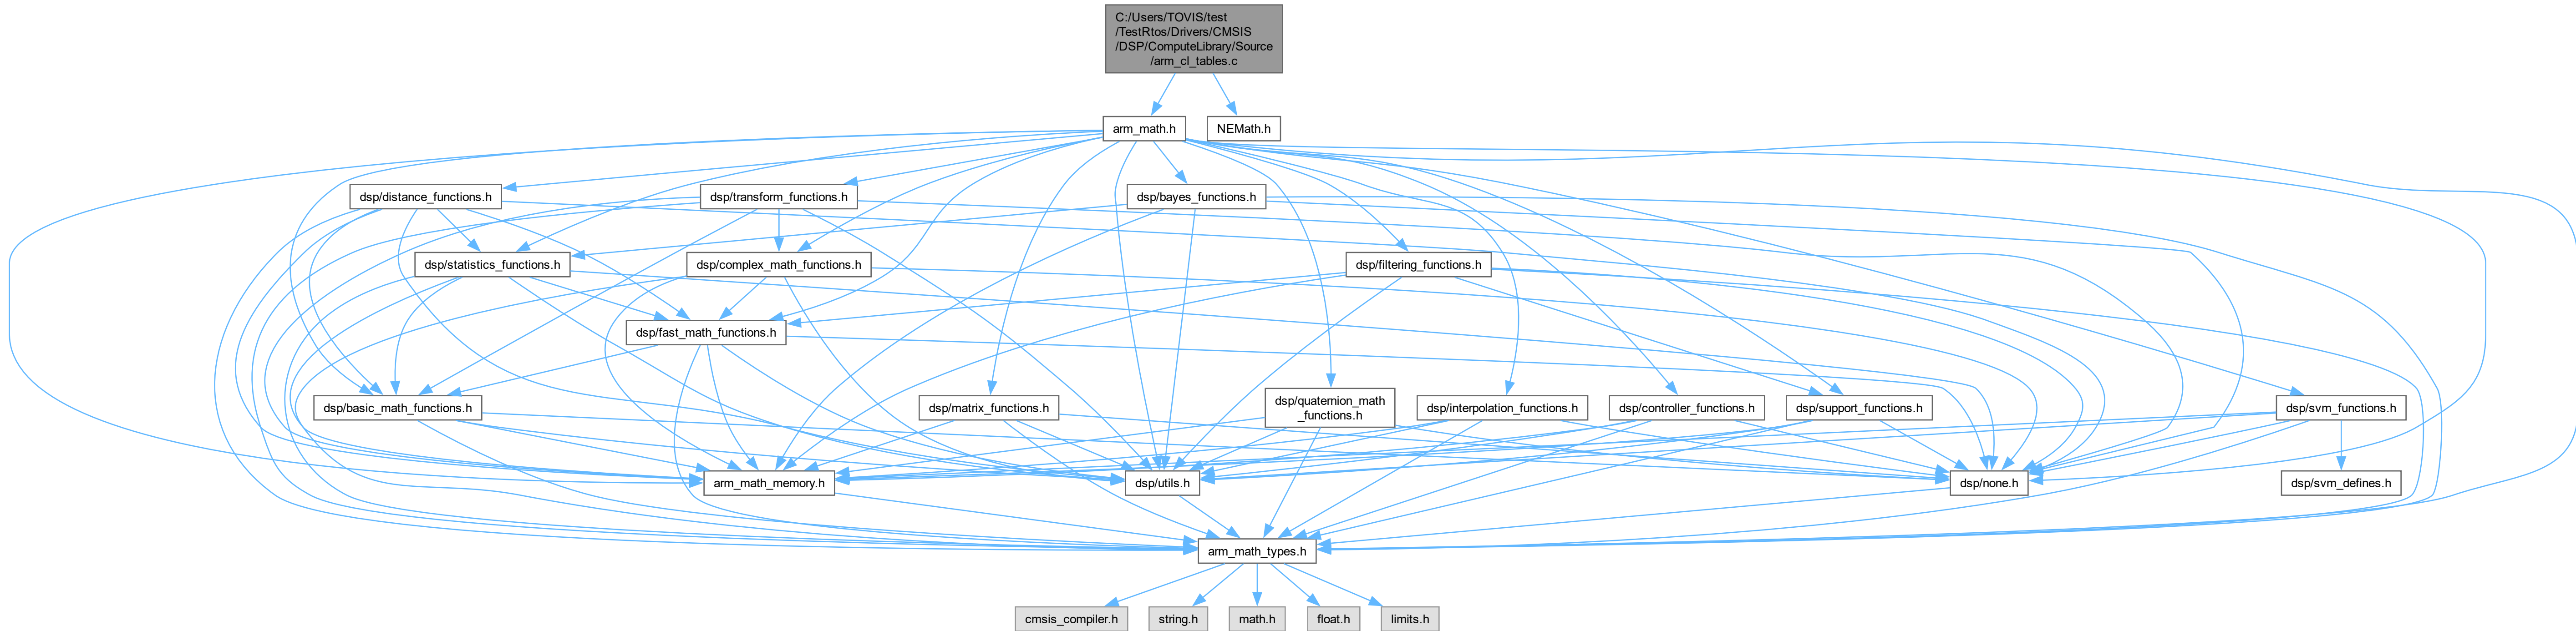 C:/Users/TOVIS/test
/TestRtos/Drivers/CMSIS
/DSP/ComputeLibrary/Source
/arm_cl_tables.c
arm_math.h
NEMath.h
dsp/distance_functions.h
dsp/transform_functions.h
dsp/bayes_functions.h
dsp/statistics_functions.h
dsp/complex_math_functions.h
dsp/filtering_functions.h
dsp/fast_math_functions.h
dsp/basic_math_functions.h
dsp/matrix_functions.h
dsp/quaternion_math
_functions.h
dsp/interpolation_functions.h
dsp/controller_functions.h
dsp/support_functions.h
dsp/svm_functions.h
arm_math_memory.h
dsp/utils.h
dsp/none.h
dsp/svm_defines.h
arm_math_types.h
cmsis_compiler.h
string.h
math.h
float.h
limits.h